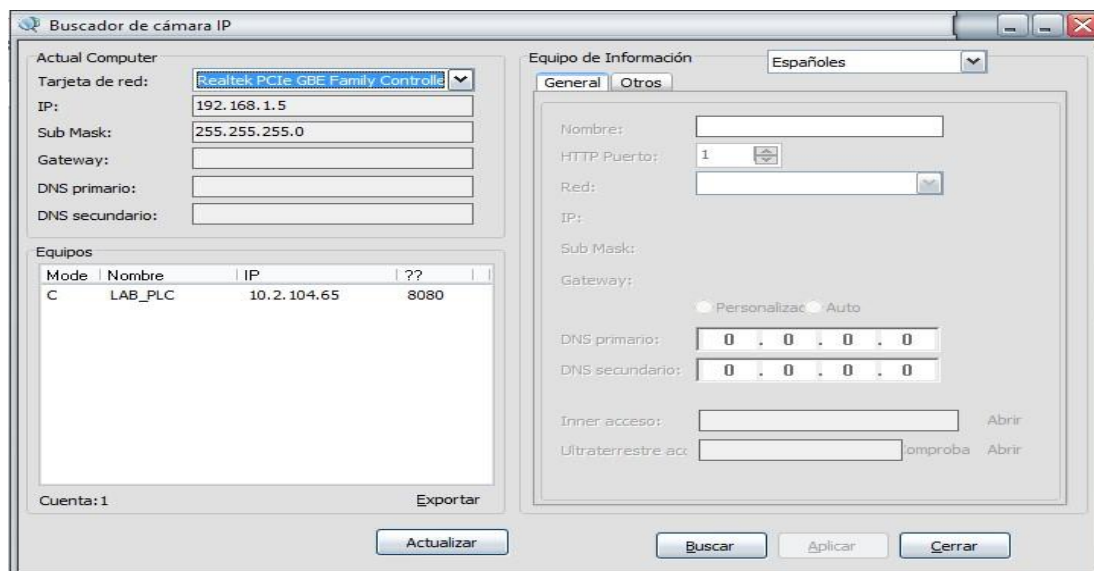 Buscador de cámara IP
Actual Computer
Tarjeta de red: Realtek PCIe GBE Family Controlle
IP: 192.168.1.5
Sub Mask: 255.255.255.0
Gateway:
DNS primario:
DNS secundario:
Equipos
Mode Nombre IP ??
C LAB_PLC 10.2.104.65 8080
Cuenta:1 Exportar
Actualizar
Equipo de Información Españoles
General Otros
Nombre:
HTTP Puerto: 1
Red:
IP:
Sub Mask:
Gateway:
Personalizac Auto
DNS primario: 0 . 0 . 0 . 0
DNS secundario: 0 . 0 . 0 . 0
Inner acceso: Abrir
Ultraterrestre acc omproba Abrir
Buscar Aplicar Cerrar